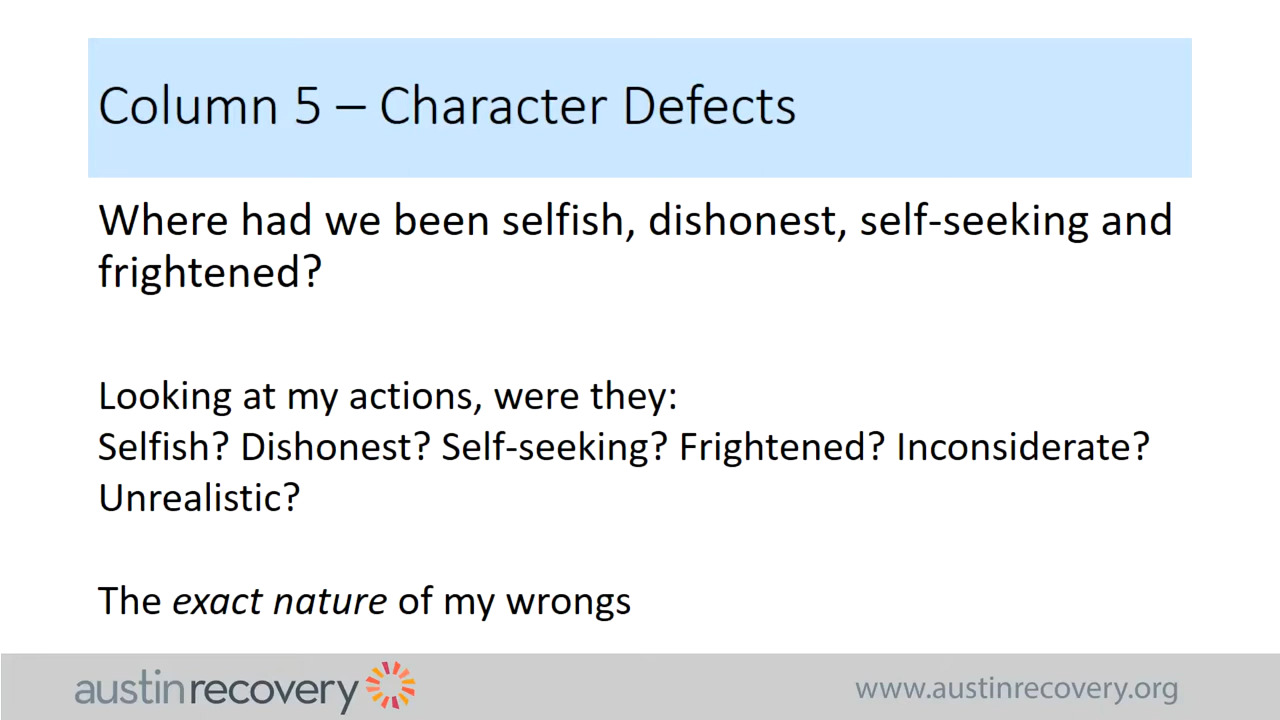 Column 5 – Character Defects
Where had we been selfish, dishonest, self-seeking and
frightened?
Looking at my actions, were they:
Selfish? Dishonest? Self-seeking? Frightened? Inconsiderate?
Unrealistic?
The exact nature of my wrongs
austinrecovery
www.austinrecovery.org